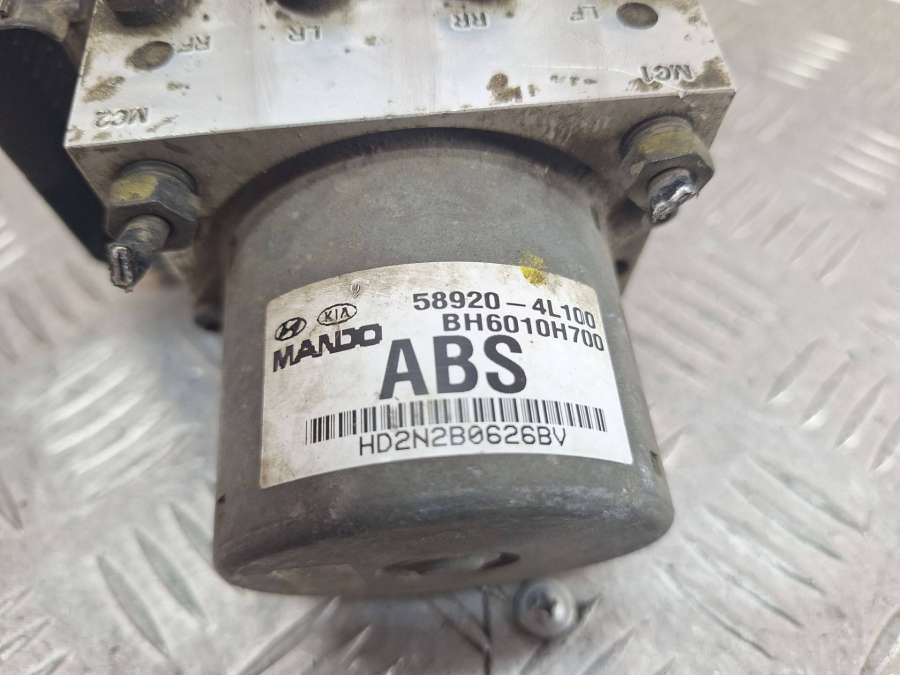 RF LR RR LF
MC2 MC1
KIA 58920-4L100
MANDO BH6010H700
ABS
HD2N2B0626BV